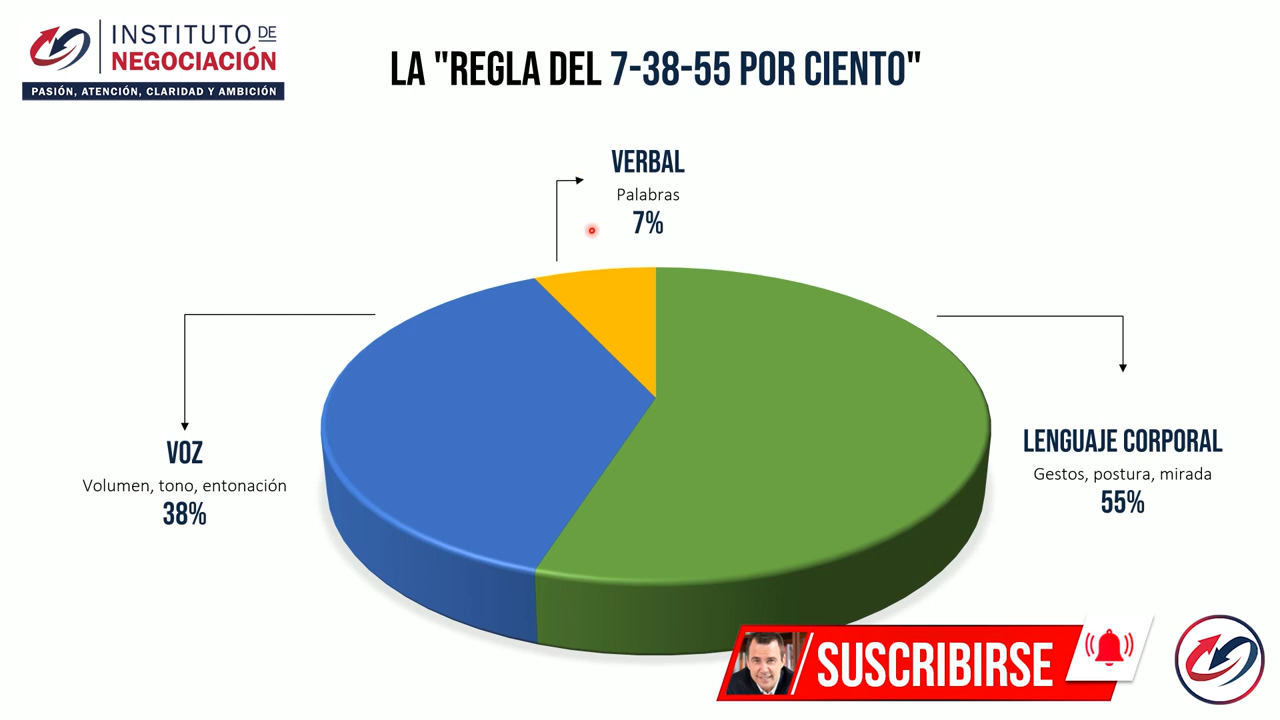 INSTITUTO DE
NEGOCIACIÓN
PASIÓN, ATENCIÓN, CLARIDAD Y AMBICIÓN
LA "REGLA DEL 7-38-55 POR CIENTO"
VERBAL
Palabras
7%
VOZ
Volumen, tono, entonación
38%
LENGUAJE CORPORAL
Gestos, postura, mirada
55%
SUSCRIBIRSE